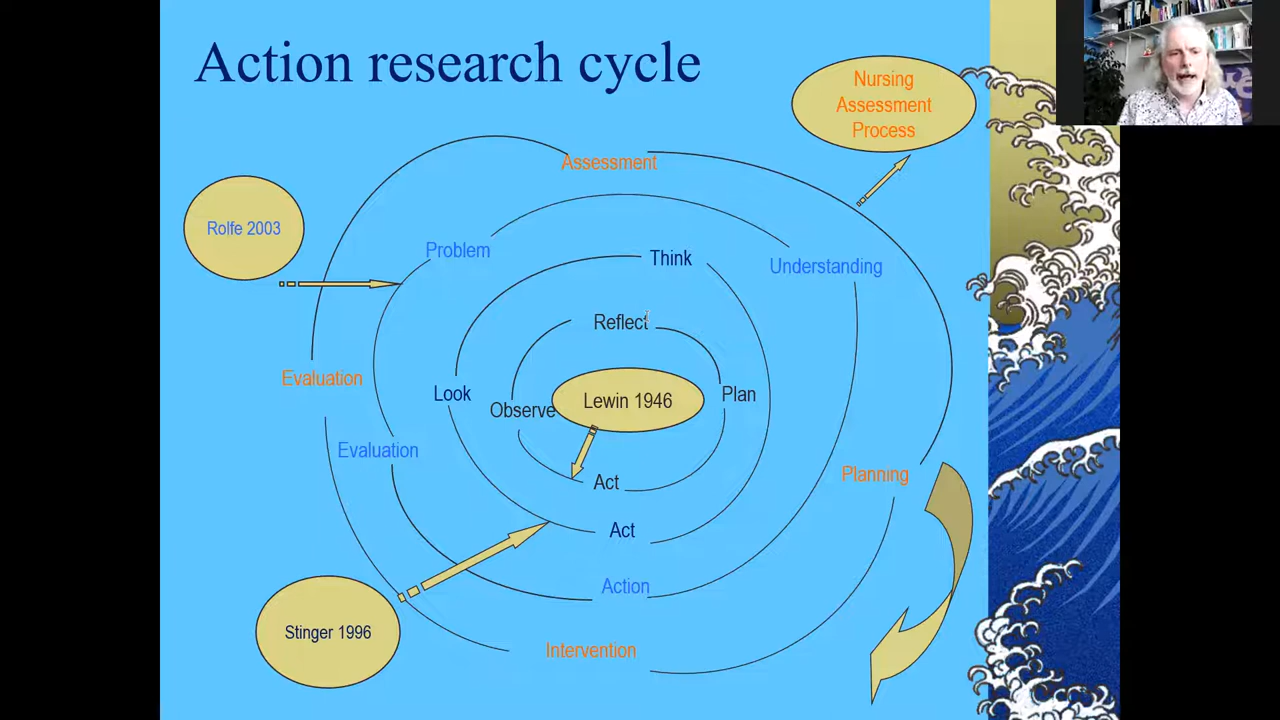 Action research cycle
Nursing
Assessment
Process
Assessment
Rolfe 2003
Problem
Think
Understanding
Reflect
Evaluation
Look
Observe
Lewin 1946
Plan
Evaluation
Planning
Act
Act
Action
Stinger 1996
Intervention